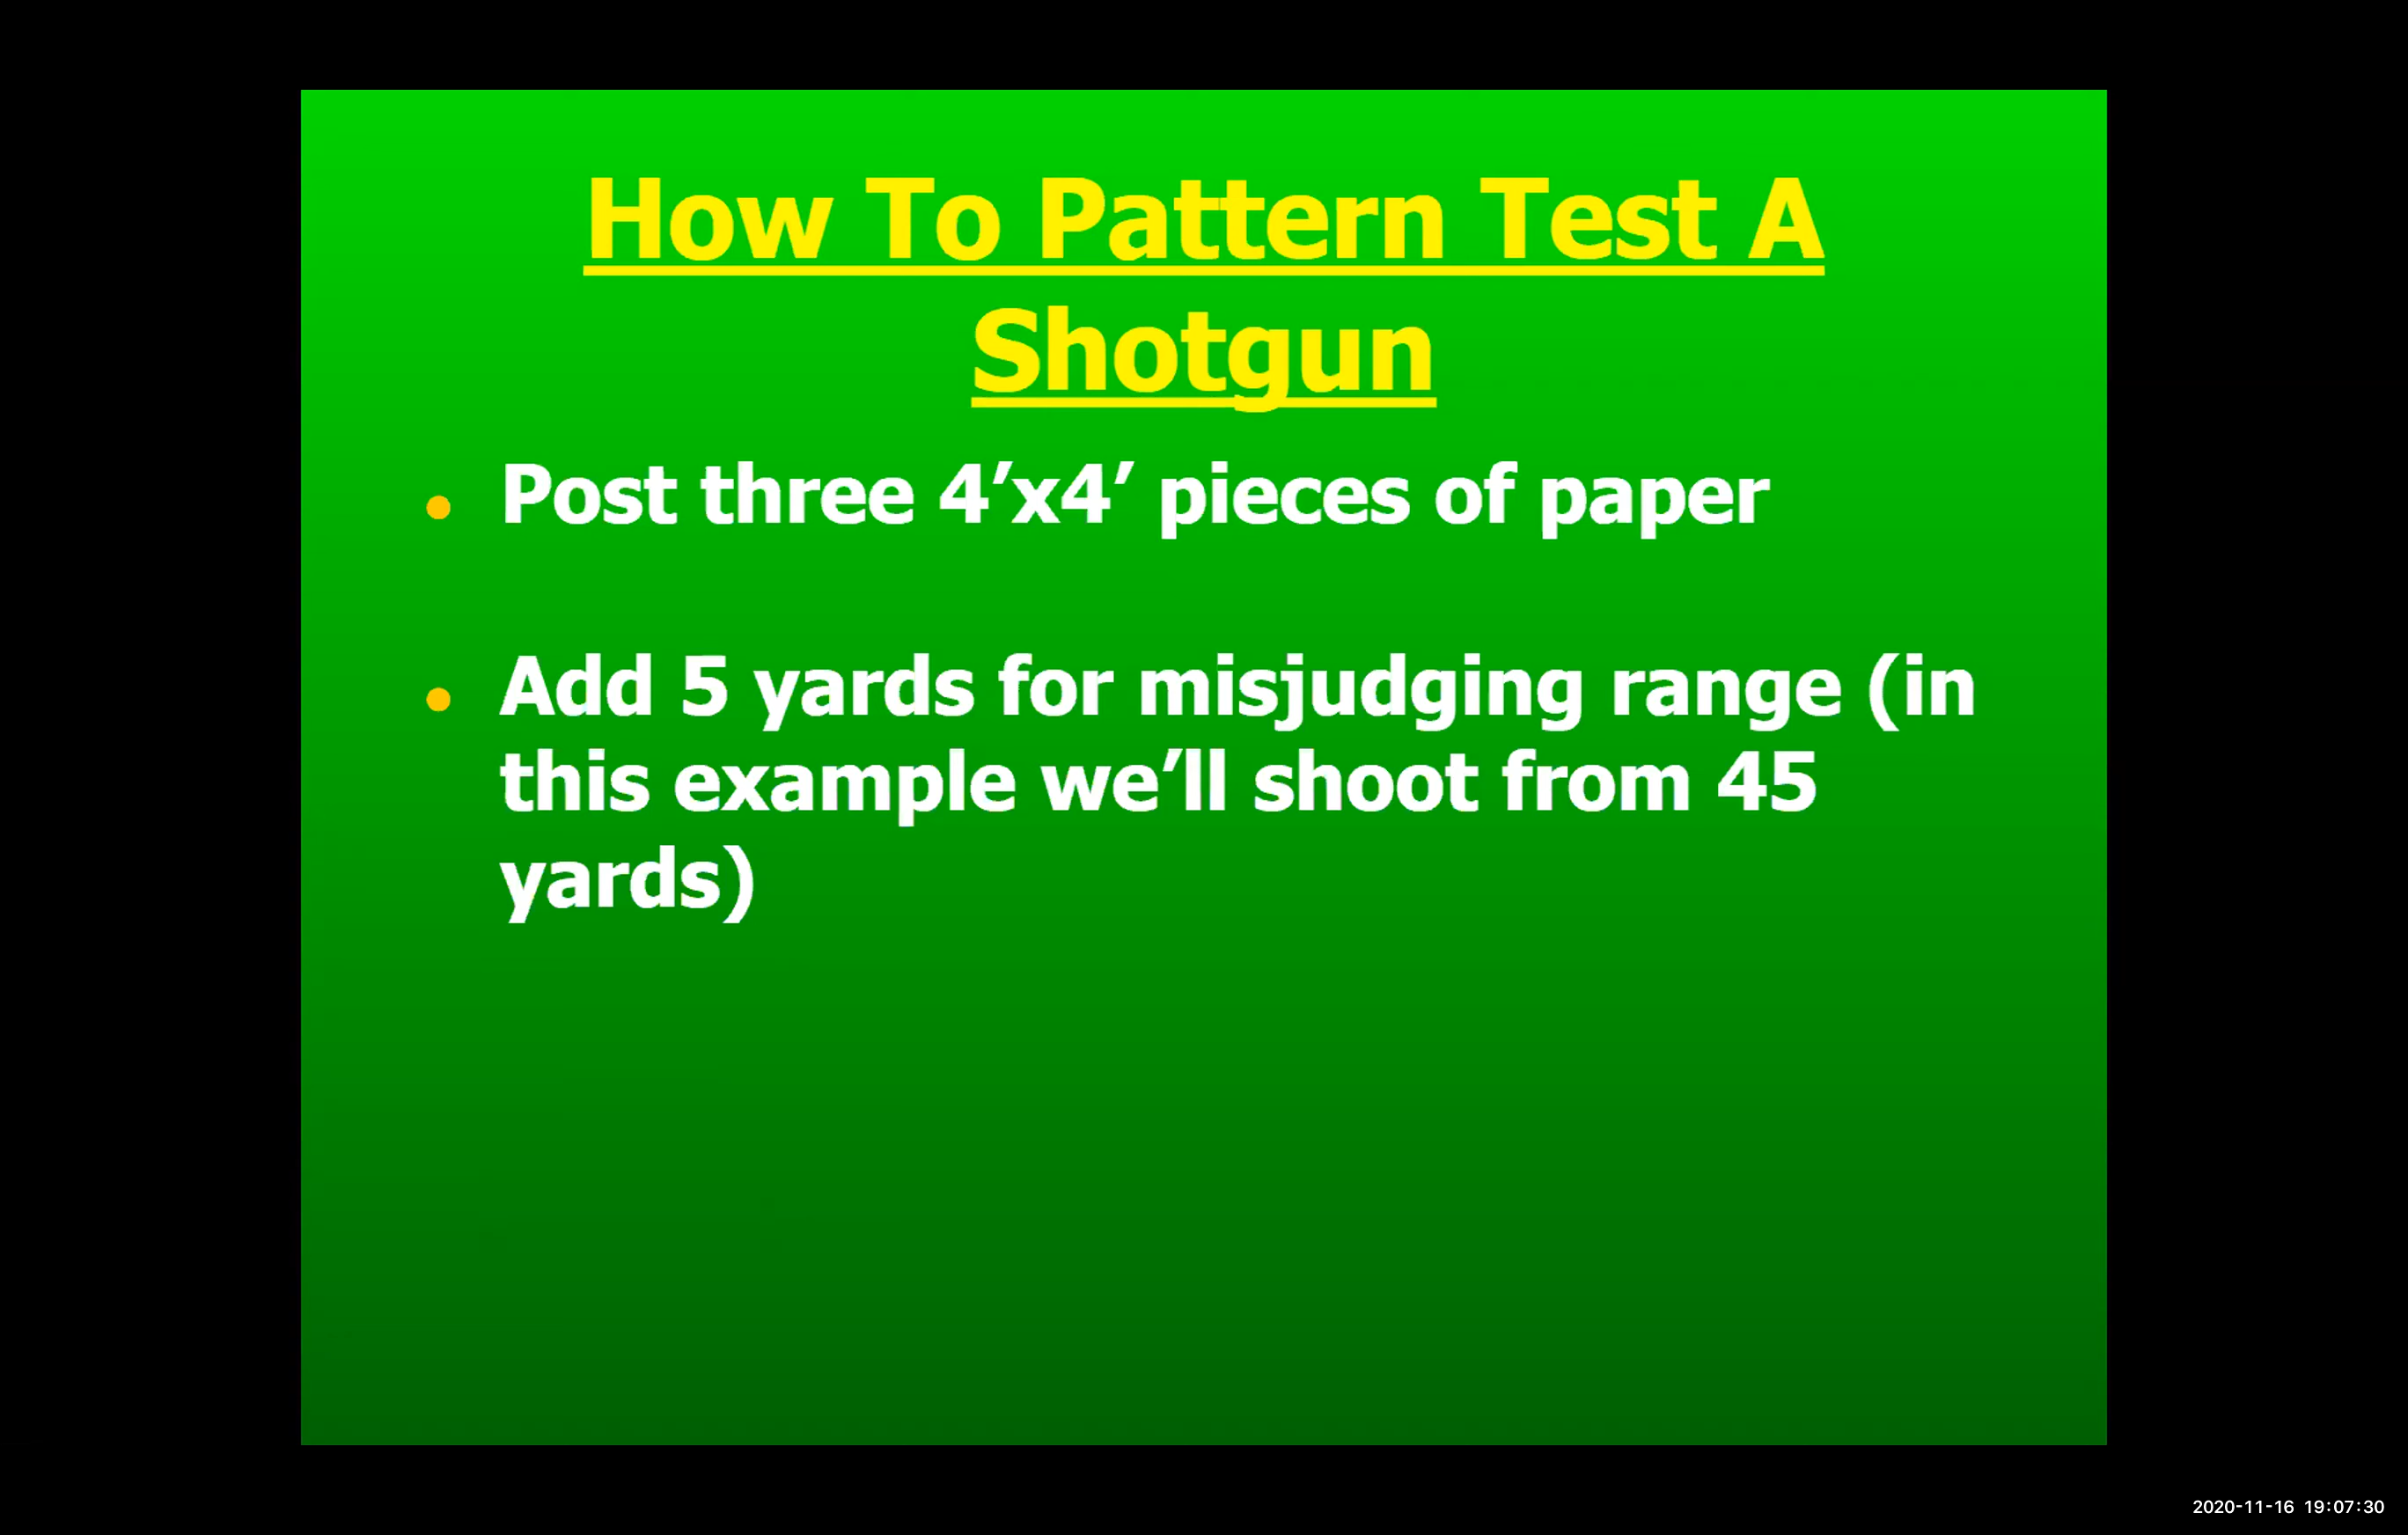 How To Pattern Test A
Shotgun
• Post three 4’x4’ pieces of paper
• Add 5 yards for misjudging range (in
this example we’ll shoot from 45
yards)
2020-11-16 19:07:30